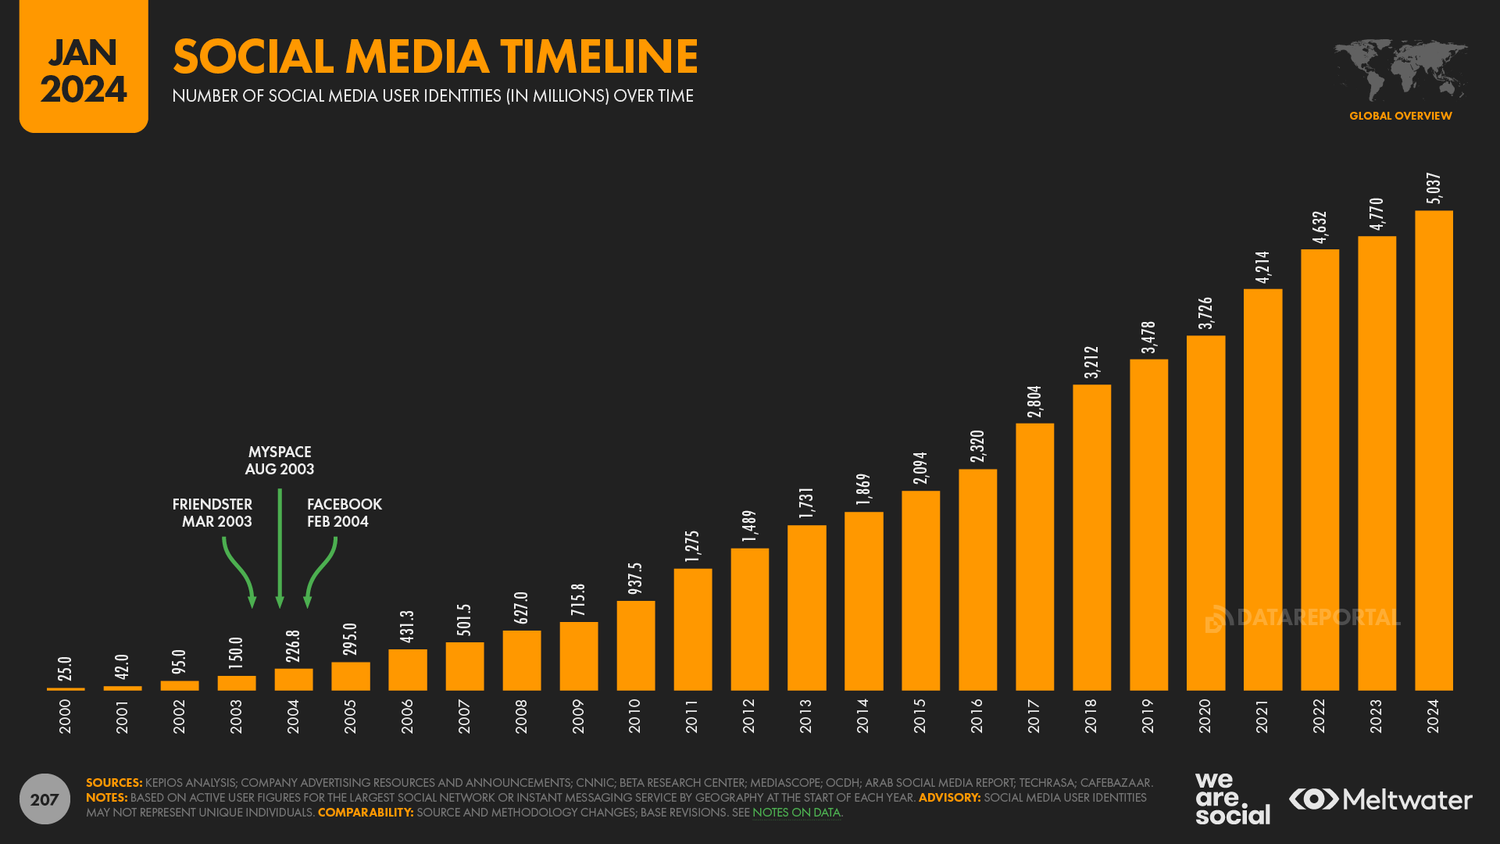 JAN
2024
SOCIAL MEDIA TIMELINE
NUMBER OF SOCIAL MEDIA USER IDENTITIES (IN MILLIONS) OVER TIME
GLOBAL OVERVIEW
MYSPACE
AUG 2003
FRIENDSTER
MAR 2003
FACEBOOK
FEB 2004
25.0
42.0
95.0
150.0
226.8
295.0
431.3
501.5
627.0
715.8
937.5
1,275
1,489
1,731
1,869
2,094
2,320
2,804
3,212
3,478
3,726
4,214
4,632
4,770
5,037
DATAREPORTAL
2000
2001
2002
2003
2004
2005
2006
2007
2008
2009
2010
2011
2012
2013
2014
2015
2016
2017
2018
2019
2020
2021
2022
2023
2024
207
SOURCES: KEPIOS ANALYSIS; COMPANY ADVERTISING RESOURCES AND ANNOUNCEMENTS; CNNIC; BETA RESEARCH CENTER; MEDIASCOPE; OCDH; ARAB SOCIAL MEDIA REPORT; TECHRASA; CAFEBAZAAR.
NOTES: BASED ON ACTIVE USER FIGURES FOR THE LARGEST SOCIAL NETWORK OR INSTANT MESSAGING SERVICE BY GEOGRAPHY AT THE START OF EACH YEAR. ADVISORY: SOCIAL MEDIA USER IDENTITIES
MAY NOT REPRESENT UNIQUE INDIVIDUALS. COMPARABILITY: SOURCE AND METHODOLOGY CHANGES; BASE REVISIONS. SEE NOTES ON DATA.
we
are
social
Meltwater